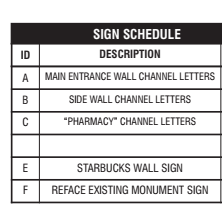 SIGN SCHEDULE
ID DESCRIPTION
A MAIN ENTRANCE WALL CHANNEL LETTERS
B SIDE WALL CHANNEL LETTERS
C "PHARMACY" CHANNEL LETTERS
E STARBUCKS WALL SIGN
F REFACE EXISTING MONUMENT SIGN